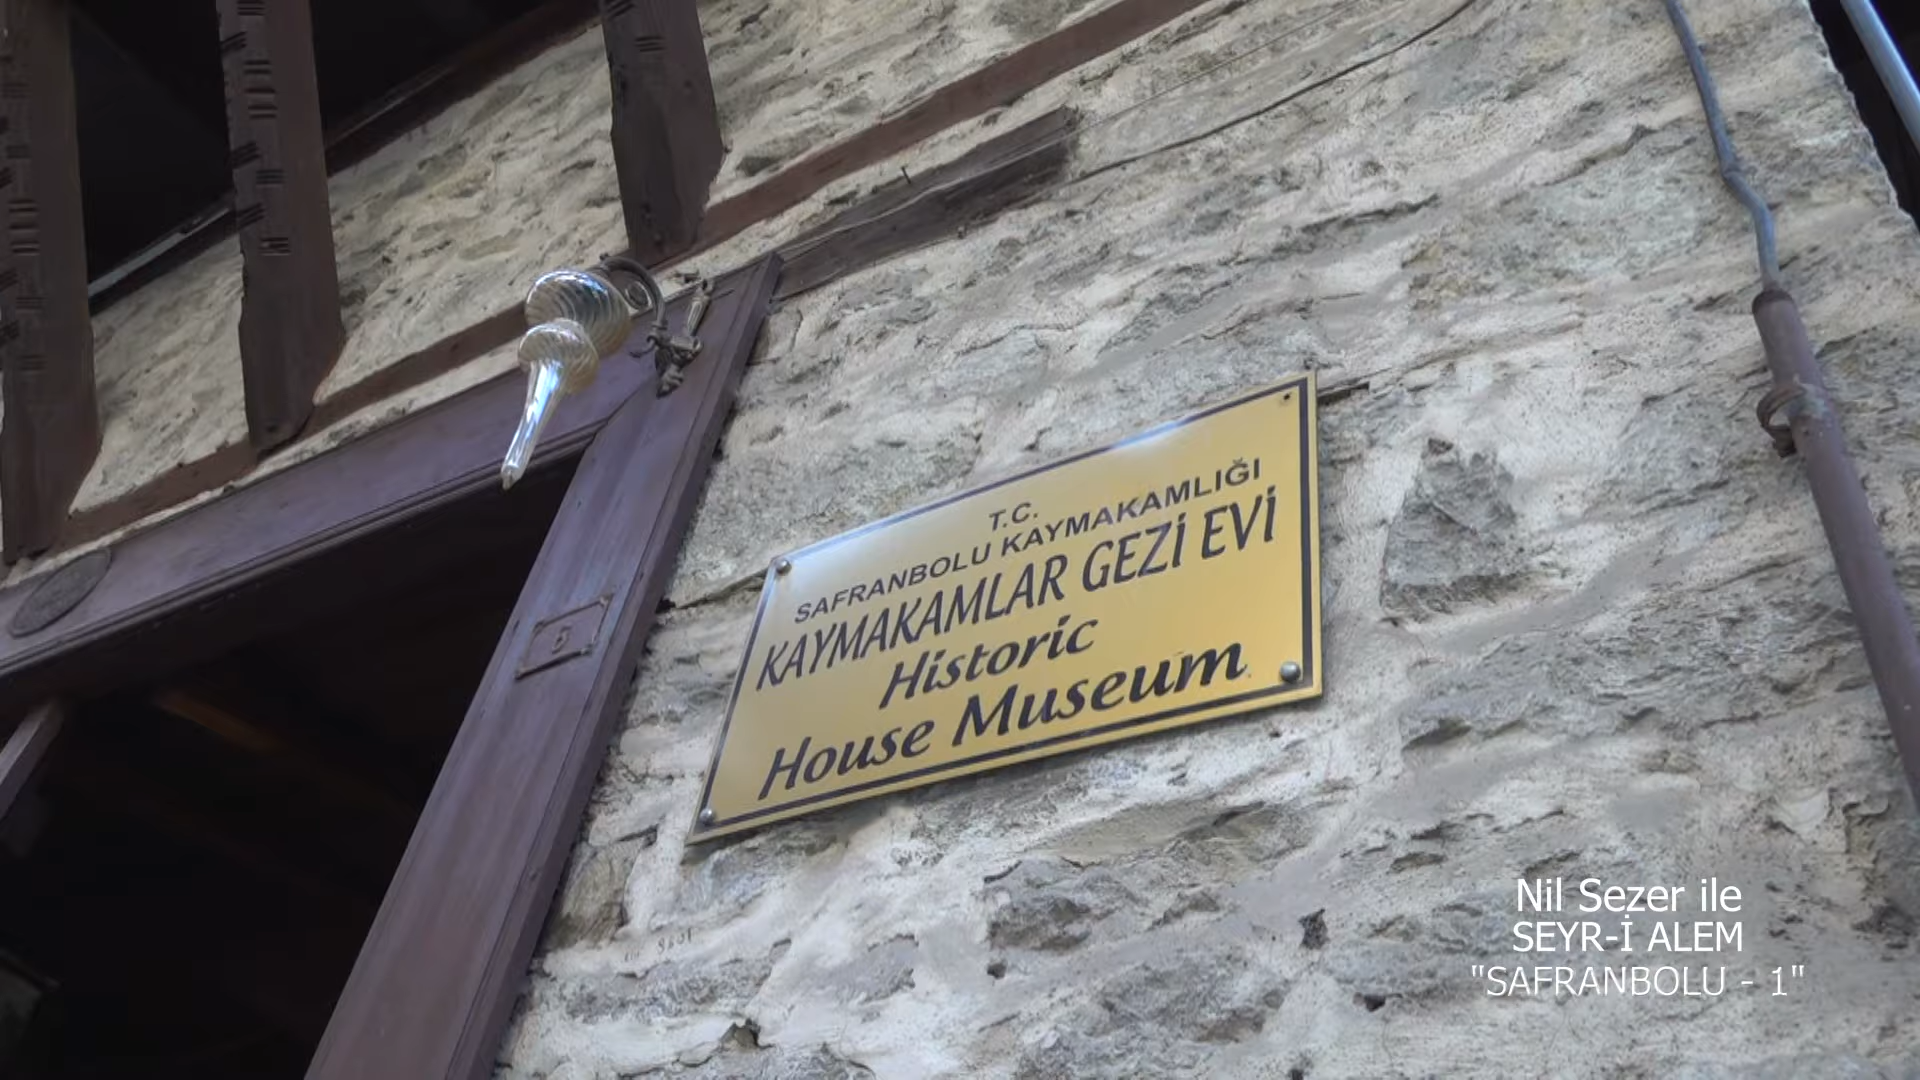 T.C.
SAFRANBOLU KAYMAKAMLIĞI
KAYMAKAMLAR GEZİ EVİ
Historic
House Museum
Nil Sezer ile
SEYR-İ ALEM
"SAFRANBOLU - 1"